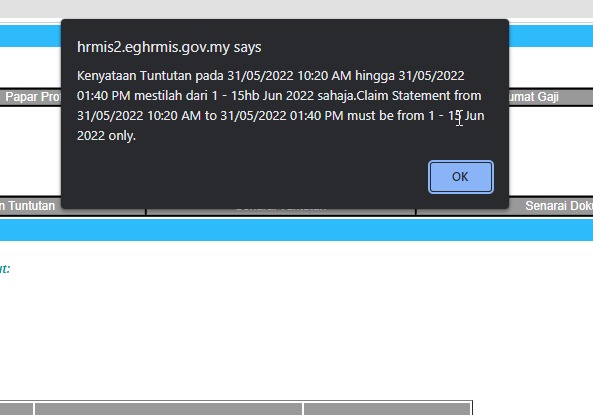 hrmis2.eghrmis.gov.my says
Kenyataan Tuntutan pada 31/05/2022 10:20 AM hingga 31/05/2022
01:40 PM mestilah dari 1 - 15hb Jun 2022 sahaja.Claim Statement from
31/05/2022 10:20 AM to 31/05/2022 01:40 PM must be from 1 - 15 Jun
2022 only.
Papar Pro
umat Gaji
OK
n Tuntutan
Senarai Dok
ut: